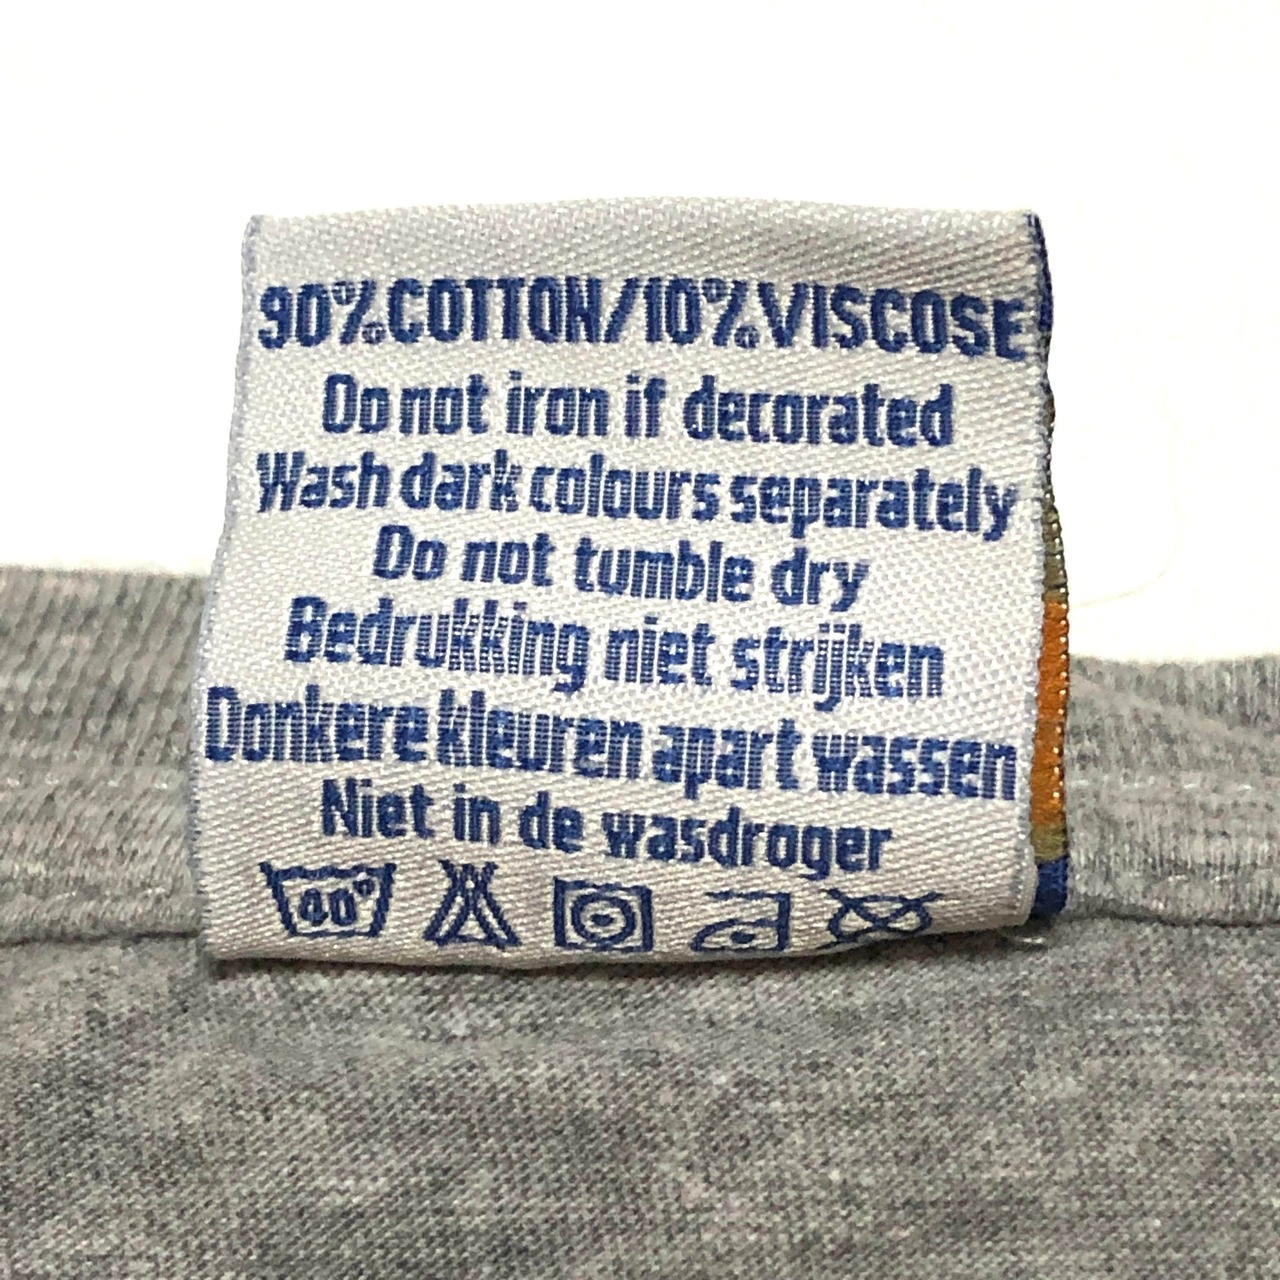 90%COTTON/10%VISCOSE
Do not iron if decorated
Wash dark colours separately
Do not tumble dry
Bedrukking niet strijken
Donkere kleuren apart wassen
Niet in de wasdroger
40°